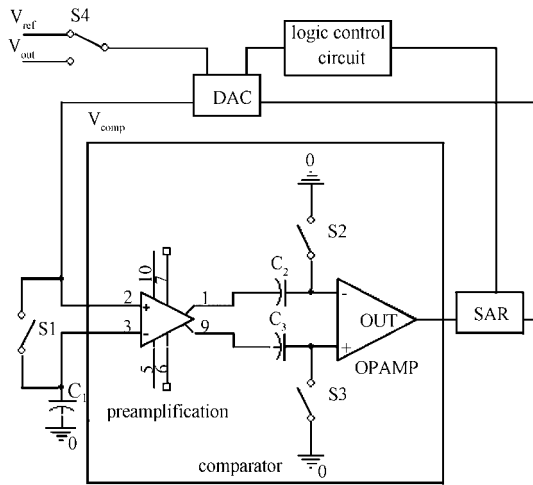 V_ref
S4
V_out
logic control
circuit
DAC
V_comp
0
S2
10
7
C_2
2
+
1
-
S1
3
-
9
C_3
OUT
SAR
+
5
6
OPAMP
C_1
S3
preamplification
0
comparator
0